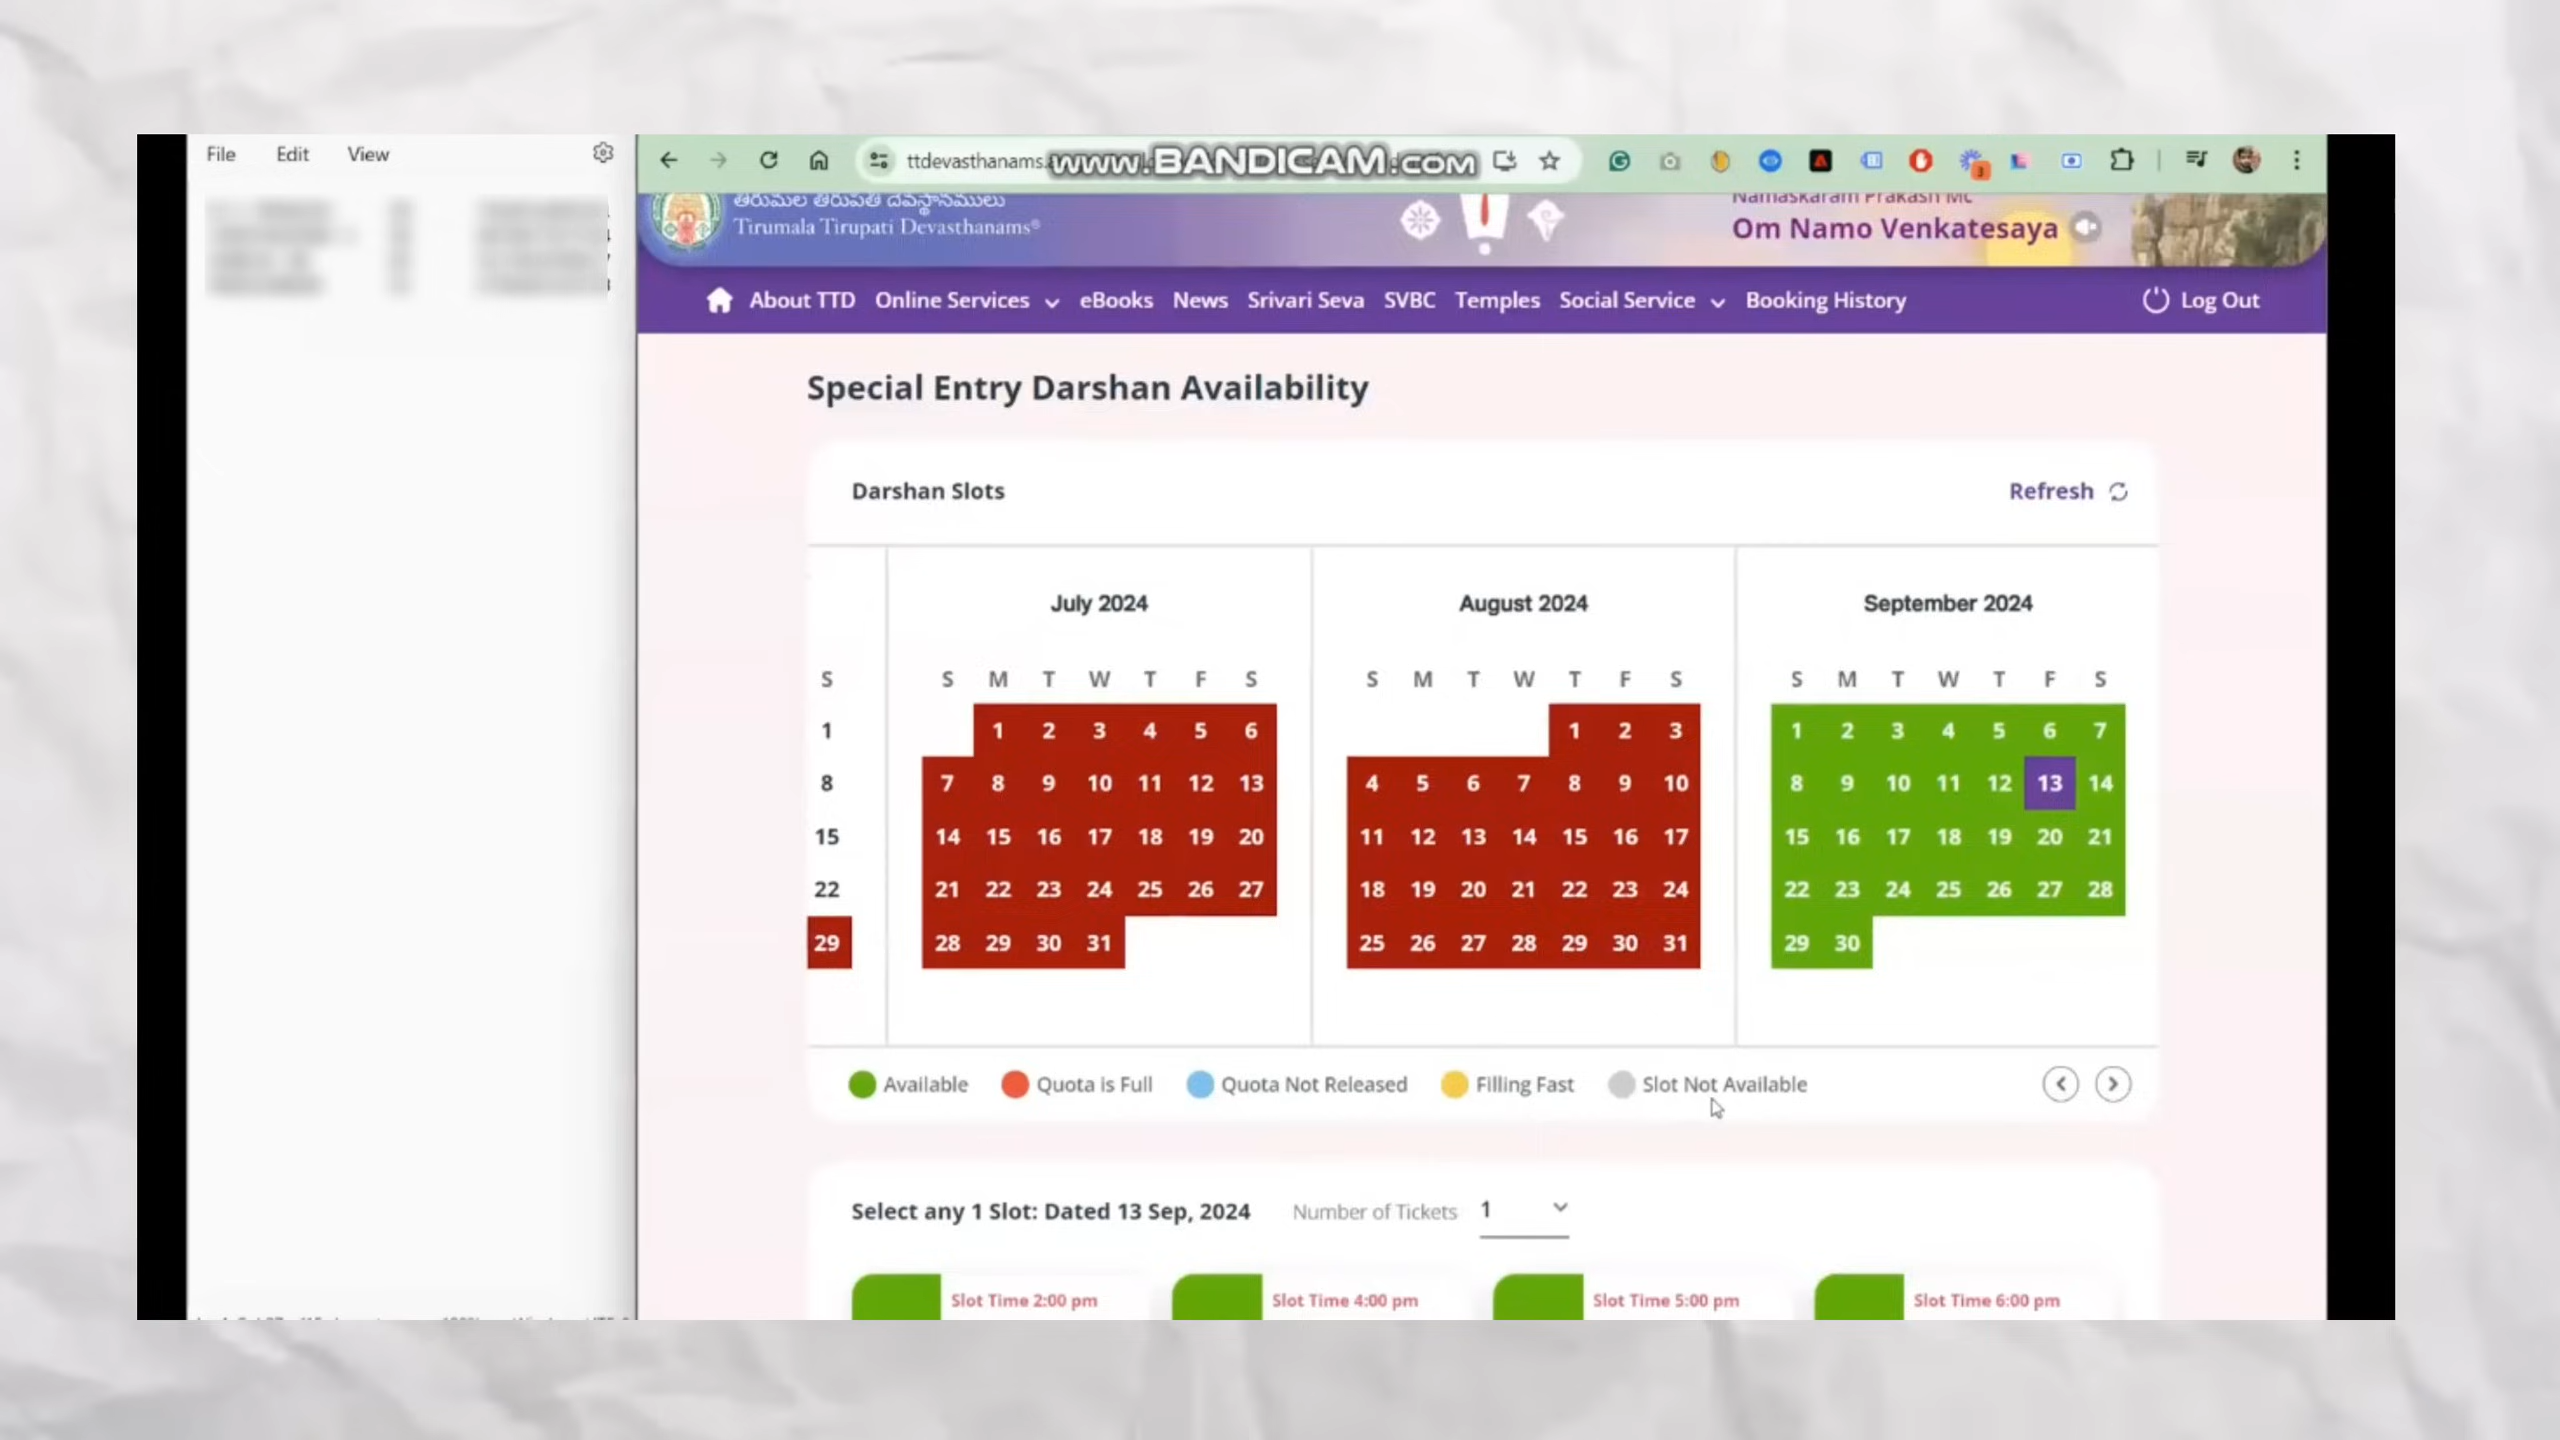 File Edit View
ttdevasthanams.
www.BANDICAM.com
3
తిరుమల తిరుపతి దేవస్థానములు
Tirumala Tirupati Devasthanams®
Namaskaram Prakash Mc
Om Namo Venkatesaya
About TTD Online Services eBooks News Srivari Seva SVBC Temples Social Service Booking History Log Out
Special Entry Darshan Availability
Darshan Slots Refresh
July 2024 August 2024 September 2024
S S M T W T F S S M T W T F S S M T W T F S
1 1 2 3 4 5 6 1 2 3 1 2 3 4 5 6 7
8 7 8 9 10 11 12 13 4 5 6 7 8 9 10 8 9 10 11 12 13 14
15 14 15 16 17 18 19 20 11 12 13 14 15 16 17 15 16 17 18 19 20 21
22 21 22 23 24 25 26 27 18 19 20 21 22 23 24 22 23 24 25 26 27 28
29 28 29 30 31 25 26 27 28 29 30 31 29 30
Available Quota is Full Quota Not Released Filling Fast Slot Not Available
Select any 1 Slot: Dated 13 Sep, 2024 Number of Tickets 1
Slot Time 2:00 pm Slot Time 4:00 pm Slot Time 5:00 pm Slot Time 6:00 pm